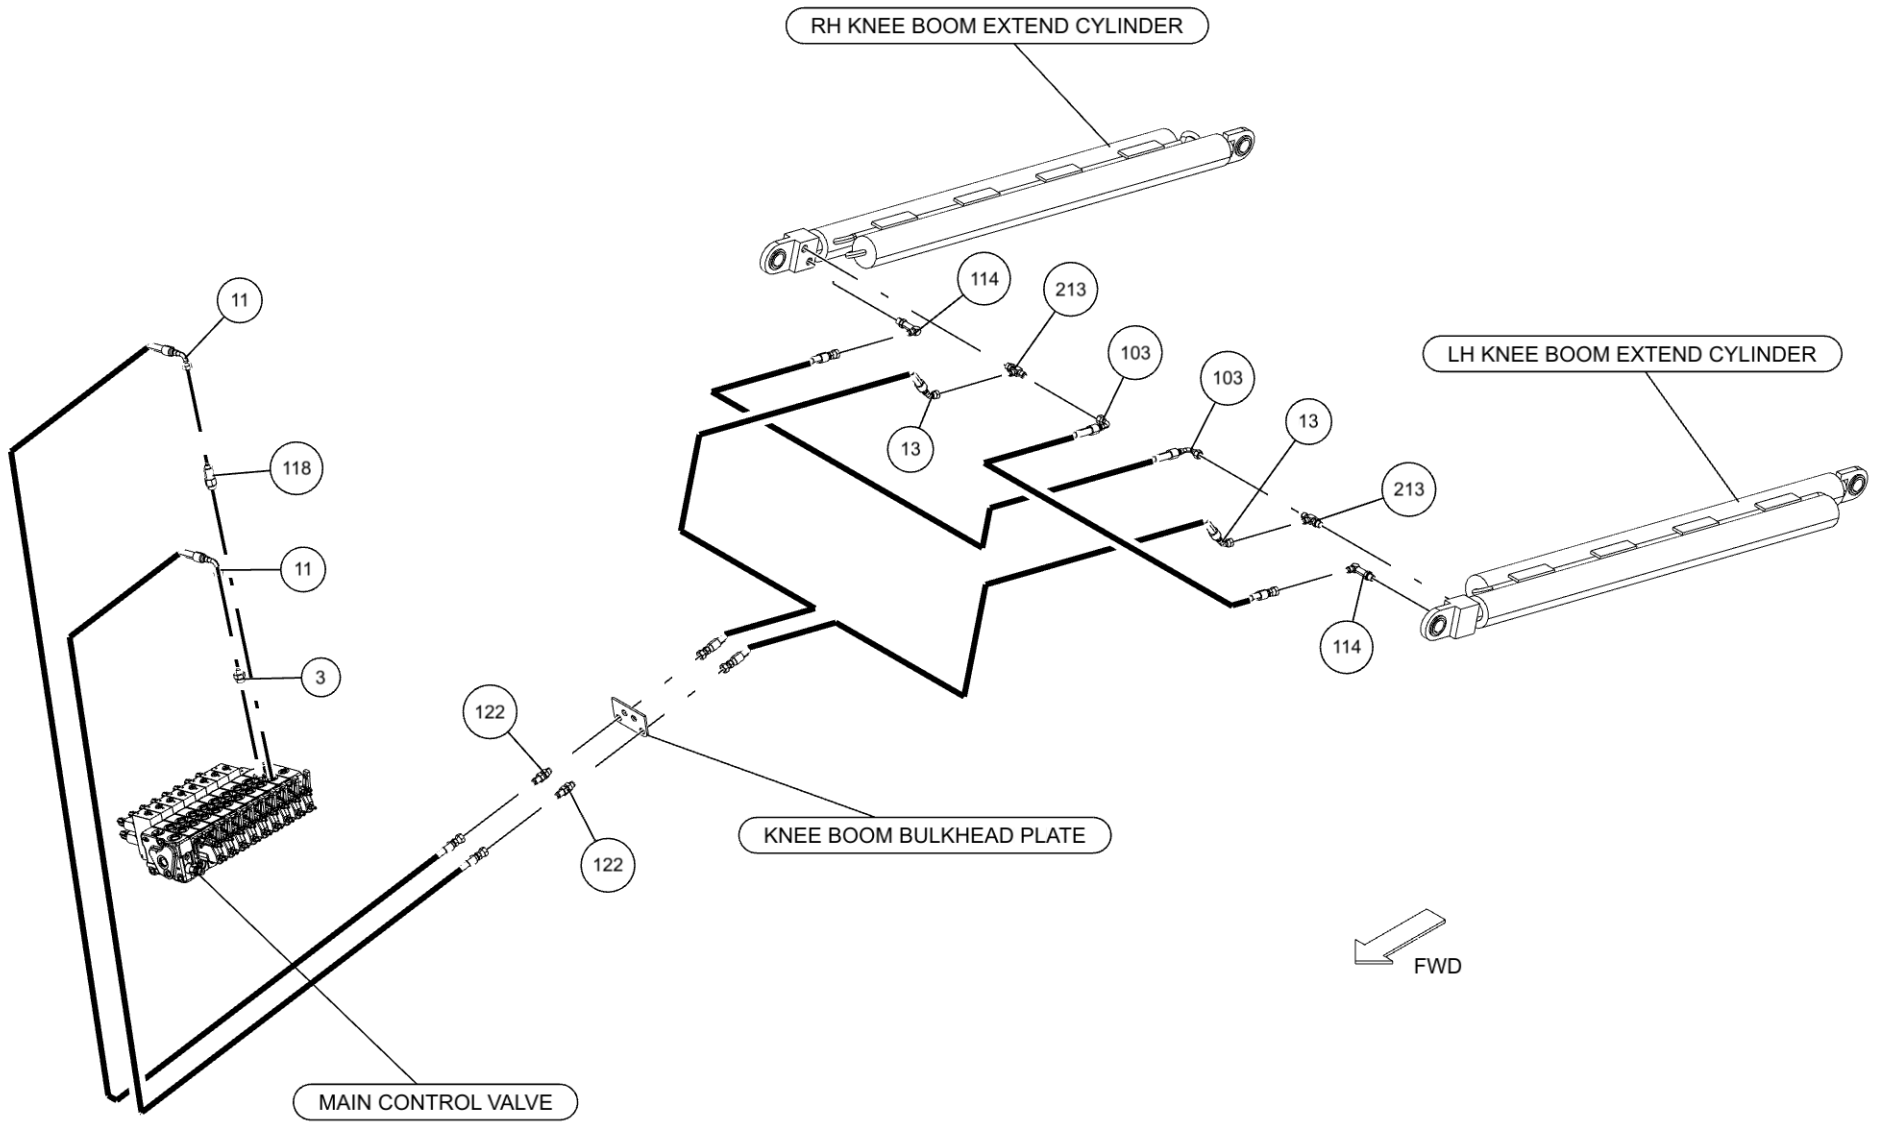 RH KNEE BOOM EXTEND CYLINDER
114
213
11
103
LH KNEE BOOM EXTEND CYLINDER
103
13
13
118
213
11
114
3
122
KNEE BOOM BULKHEAD PLATE
122
FWD
MAIN CONTROL VALVE